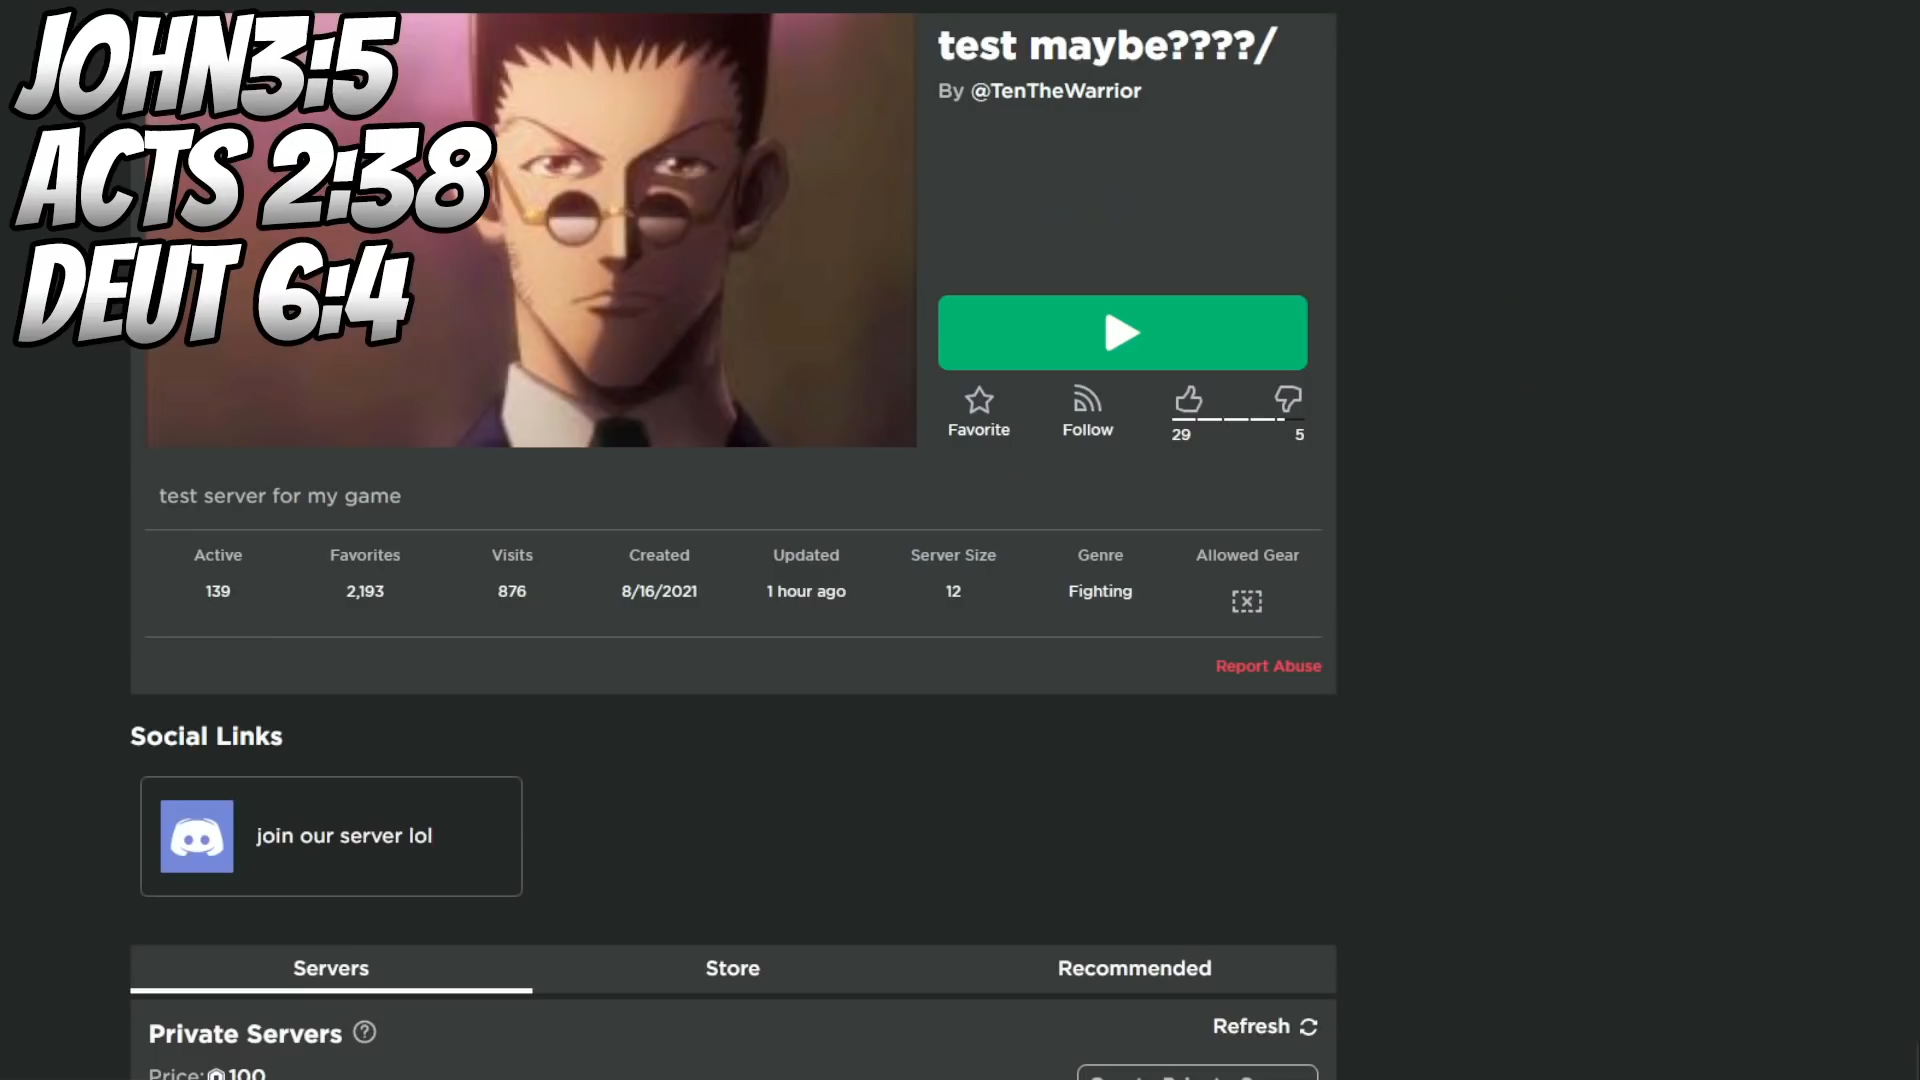 JOHN3:5
ACTS 2:38
DEUT 6:4
test maybe????/
By @TenTheWarrior
Favorite
Follow
29
5
test server for my game
Active
Favorites
Visits
Created
Updated
Server Size
Genre
Allowed Gear
139
2,193
876
8/16/2021
1 hour ago
12
Fighting
Report Abuse
Social Links
join our server lol
Servers
Store
Recommended
Private Servers
Refresh
Price: 100